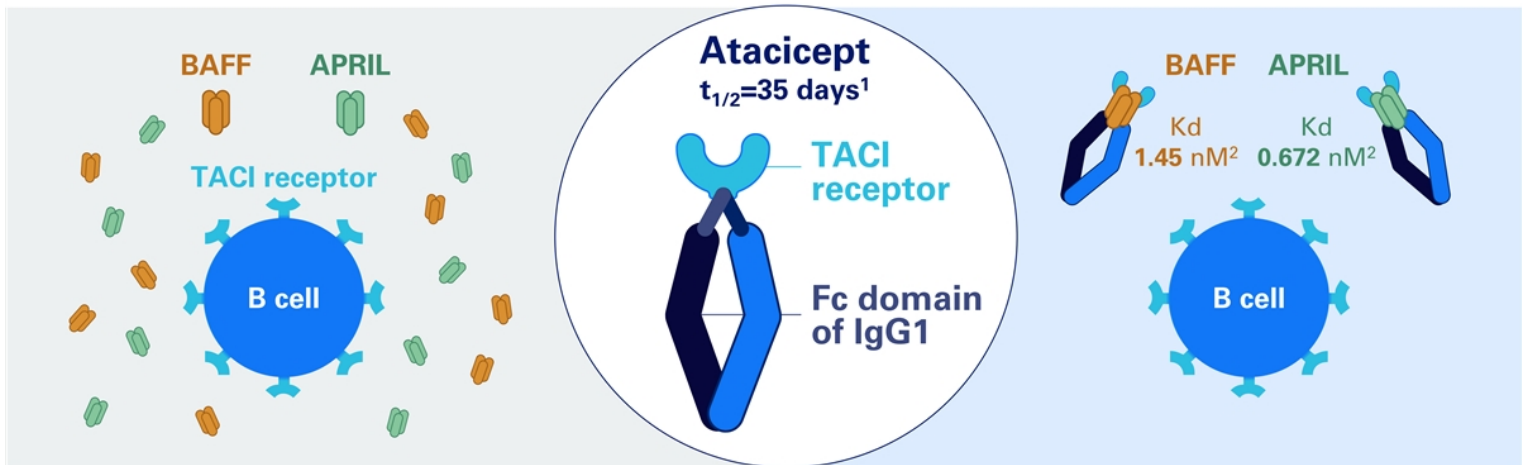 BAFF
APRIL
TACI receptor
B cell
Atacicept
t1/2=35 days¹
TACI
receptor
Fc domain
of IgG1
BAFF
APRIL
Kd
1.45 nM²
Kd
0.672 nM²
B cell